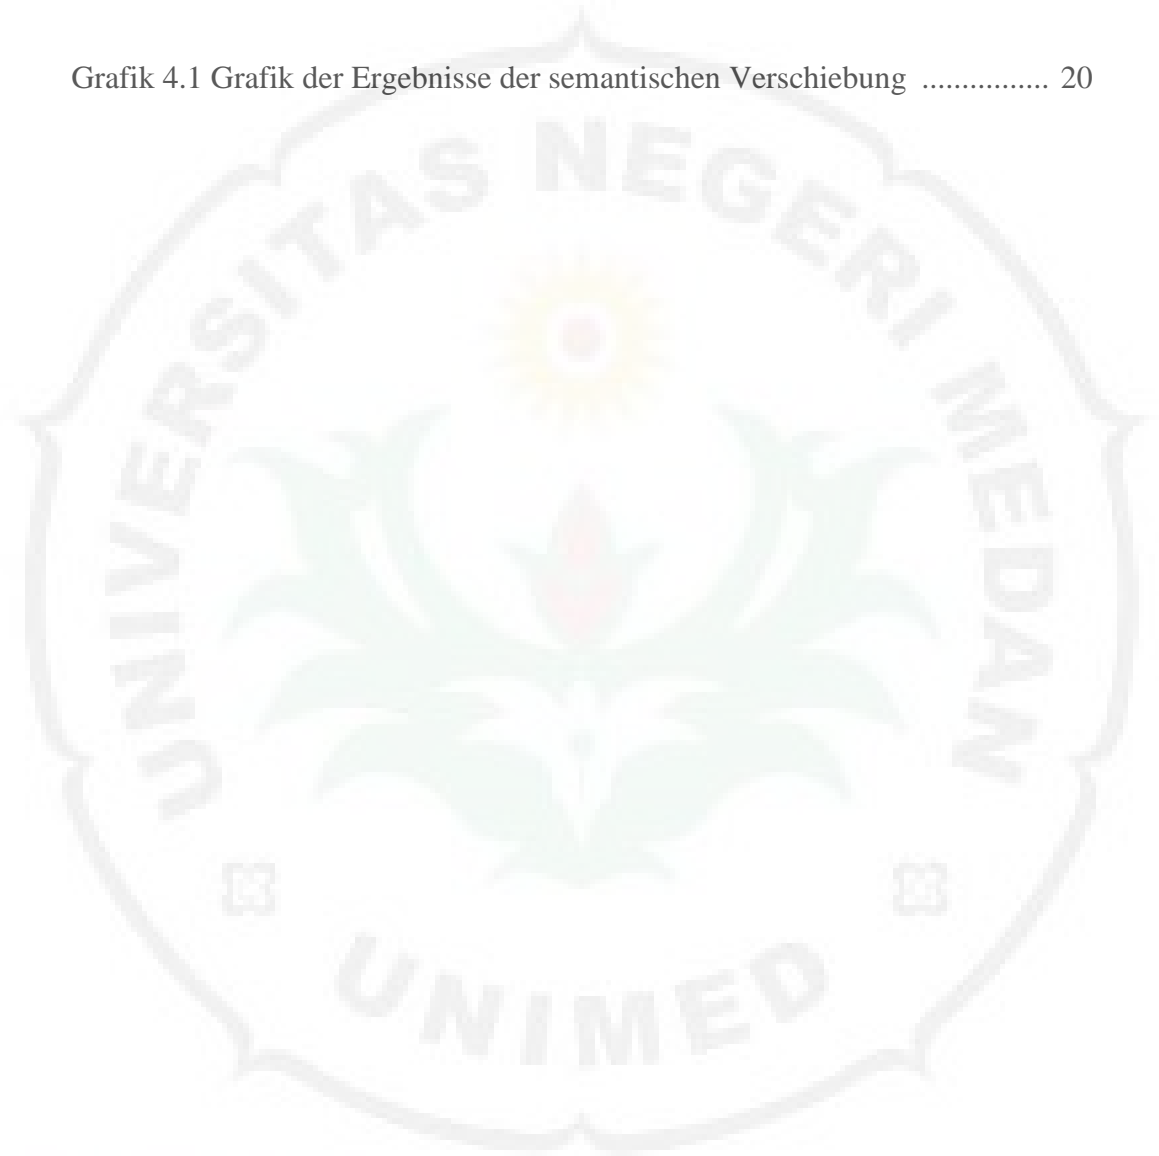 Grafik 4.1 Grafik der Ergebnisse der semantischen Verschiebung ................ 20
UNIVERSITAS NEGERI MEDAN
UNIMED